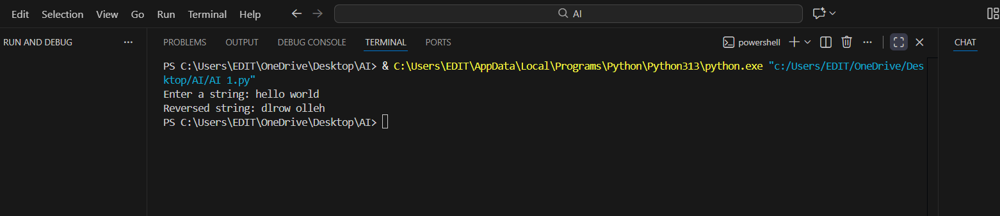 Edit Selection View Go Run Terminal Help AI
RUN AND DEBUG ... PROBLEMS OUTPUT DEBUG CONSOLE TERMINAL PORTS powershell ... CHAT
PS C:\Users\EDIT\OneDrive\Desktop\AI> & C:\Users\EDIT\AppData\Local\Programs\Python\Python313\python.exe "c:/Users/EDIT/OneDrive/Des
ktop/AI/AI 1.py"
Enter a string: hello world
Reversed string: dlrow olleh
PS C:\Users\EDIT\OneDrive\Desktop\AI>